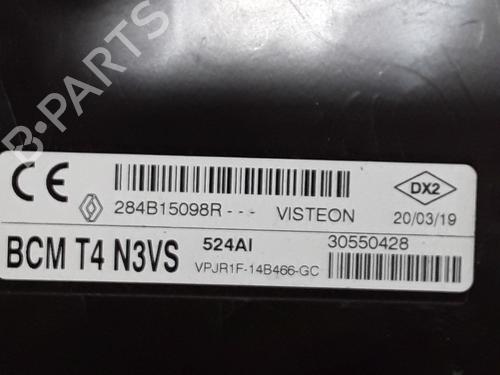 B-PARTS
CE
DX2
284B15098R--- VISTEON 20/03/19
BCM T4 N3VS 524AI 30550428
VPJR1F-14B466-GC